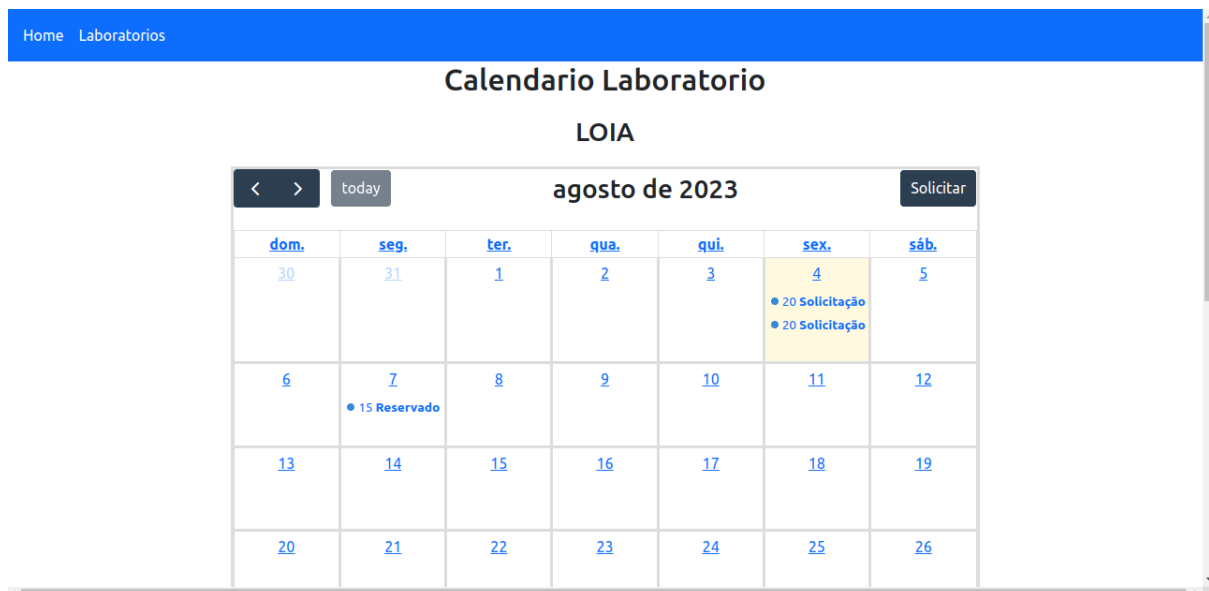 Home Laboratorios
Calendario Laboratorio
LOIA
today agosto de 2023 Solicitar
dom. seg. ter. qua. qui. sex. sáb.
30 31 1 2 3 4 5
20 Solicitação
20 Solicitação
6 7 8 9 10 11 12
15 Reservado
13 14 15 16 17 18 19
20 21 22 23 24 25 26